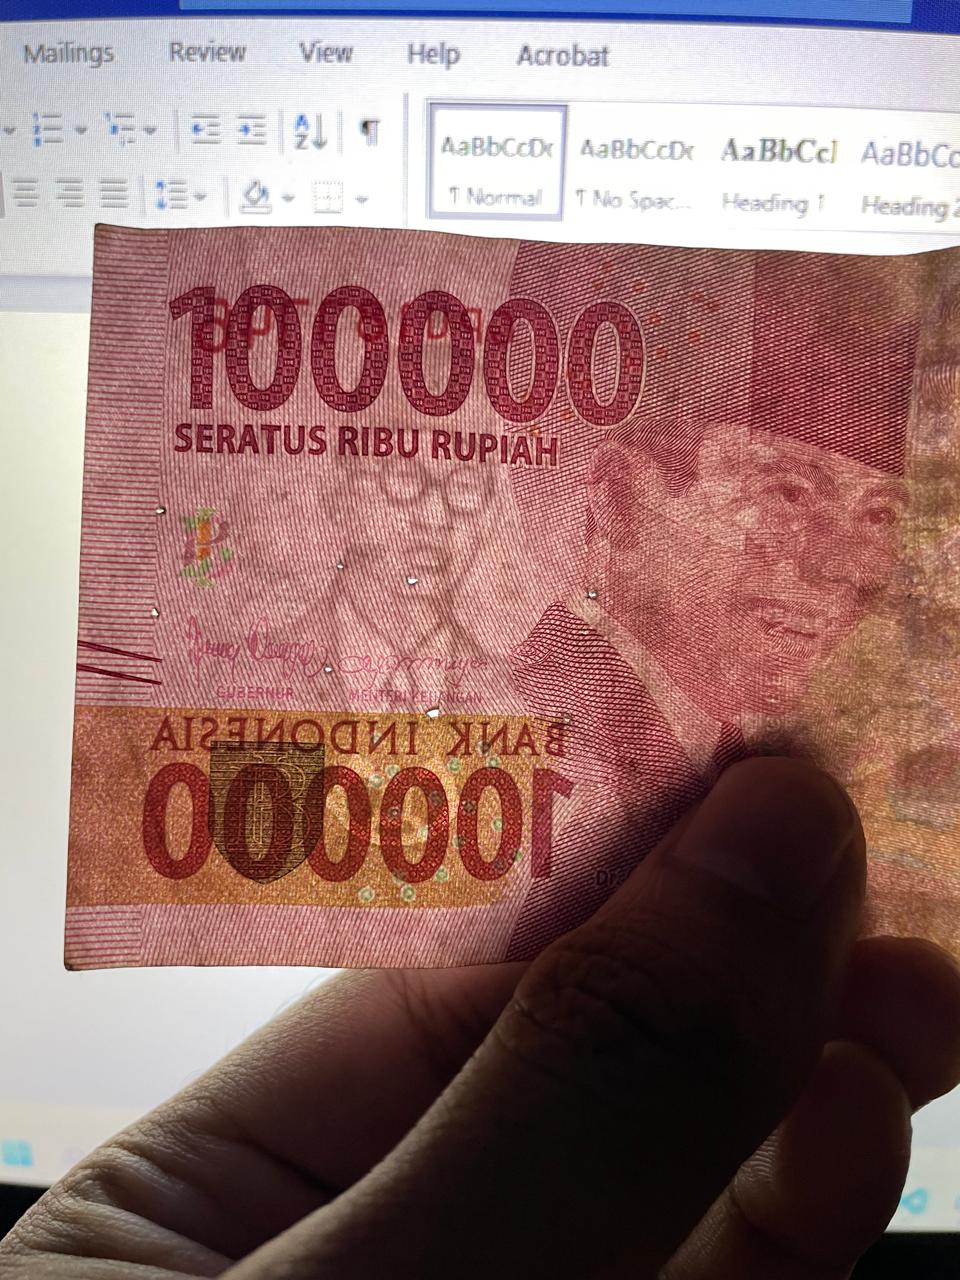 Mailings Review View Help Acrobat
AaBbCcDc AaBbCcDc AaBbCcI AaBbCc
¶ Normal ¶ No Spac... Heading 1 Heading 2
100000
SERATUS RIBU RUPIAH
GUBERNUR MENTERI KEUANGAN
BANK INDONESIA
100000